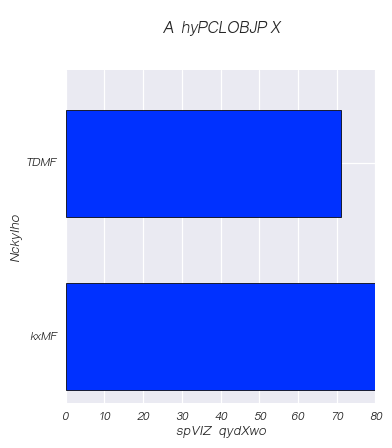 A hyPCLOBJP X
TDMF
kxMF
Nckylho
0 10 20 30 40 50 60 70 80
spVIZ qydXwo